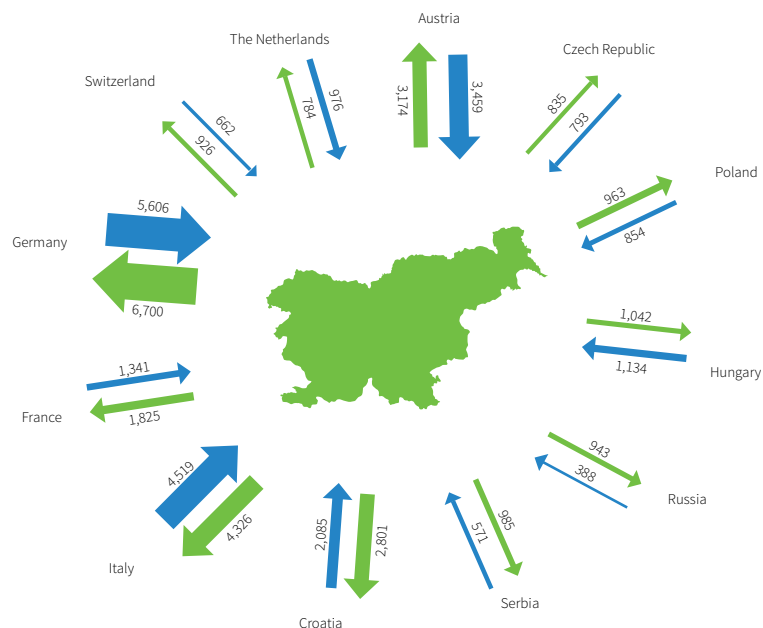 Austria
3,174
3,459
Czech Republic
835
793
Poland
963
854
Hungary
1,042
1,134
Russia
943
388
Serbia
985
571
Croatia
2,085
2,801
Italy
4,519
4,326
France
1,341
1,825
Germany
5,606
6,700
Switzerland
662
926
The Netherlands
784
976